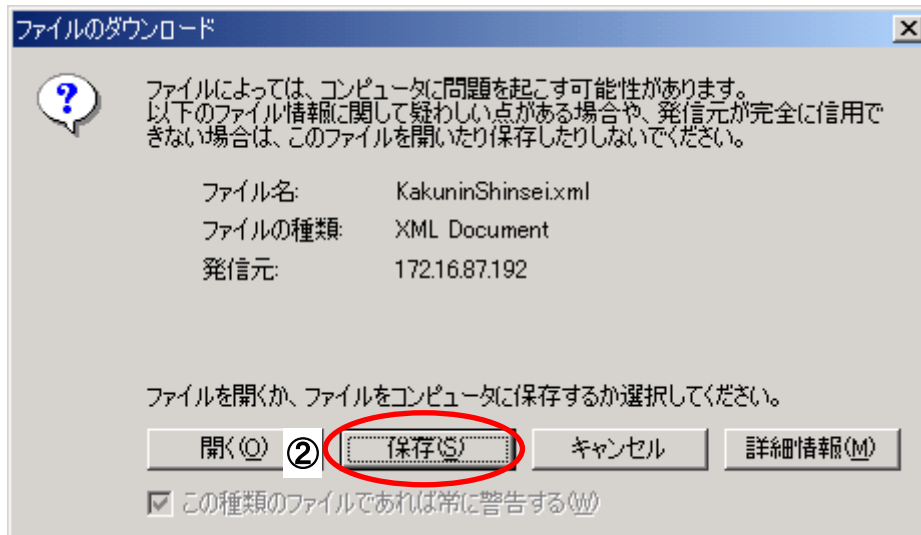 ファイルのダウンロード
ファイルによっては、コンピュータに問題を起こす可能性があります。
以下のファイル情報に関して疑わしい点がある場合や、発信元が完全に信用で
きない場合は、このファイルを開いたり保存したりしないでください。
ファイル名: KakuninShinsei.xml
ファイルの種類: XML Document
発信元: 172.16.87.192
ファイルを開くか、ファイルをコンピュータに保存するか選択してください。
開く(O) ② 保存(S) キャンセル 詳細情報(M)
この種類のファイルであれば常に警告する(W)